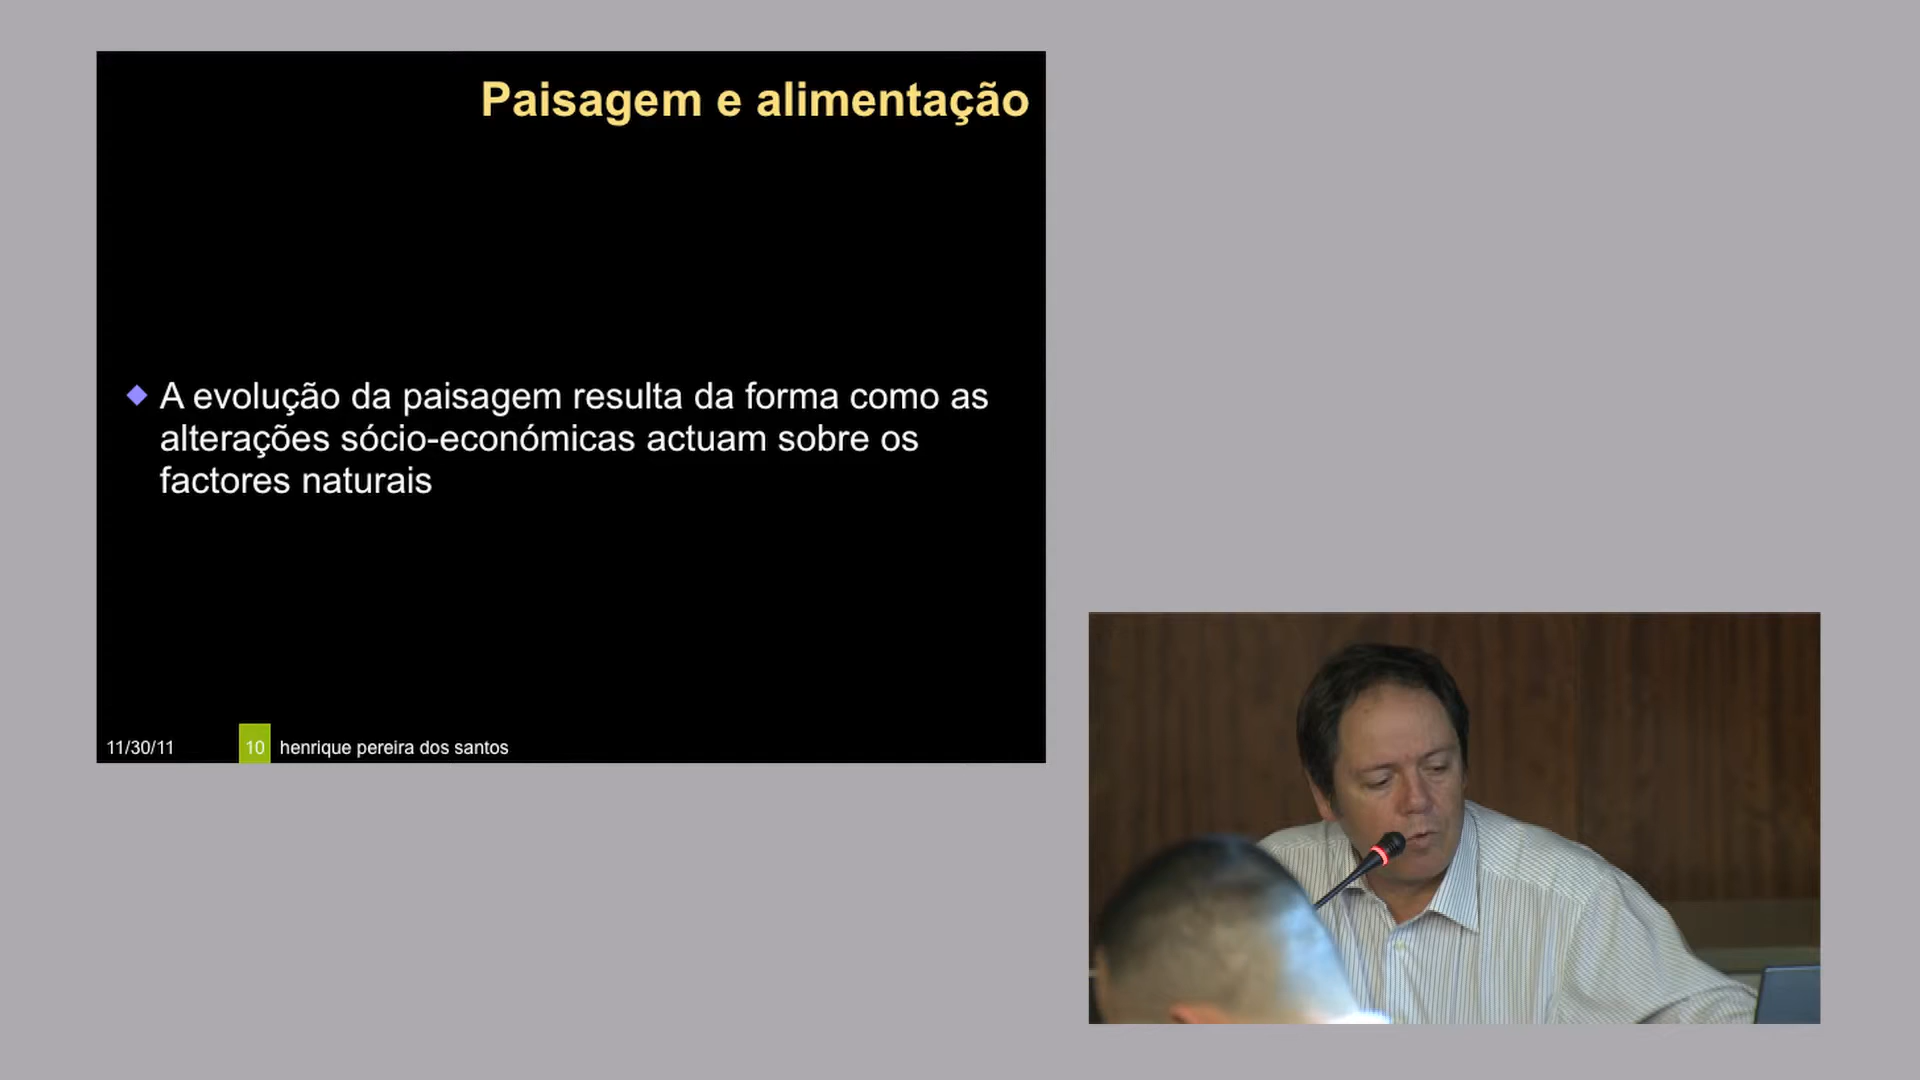 Paisagem e alimentação
A evolução da paisagem resulta da forma como as
alterações sócio-económicas actuam sobre os
factores naturais
11/30/11 10 henrique pereira dos santos